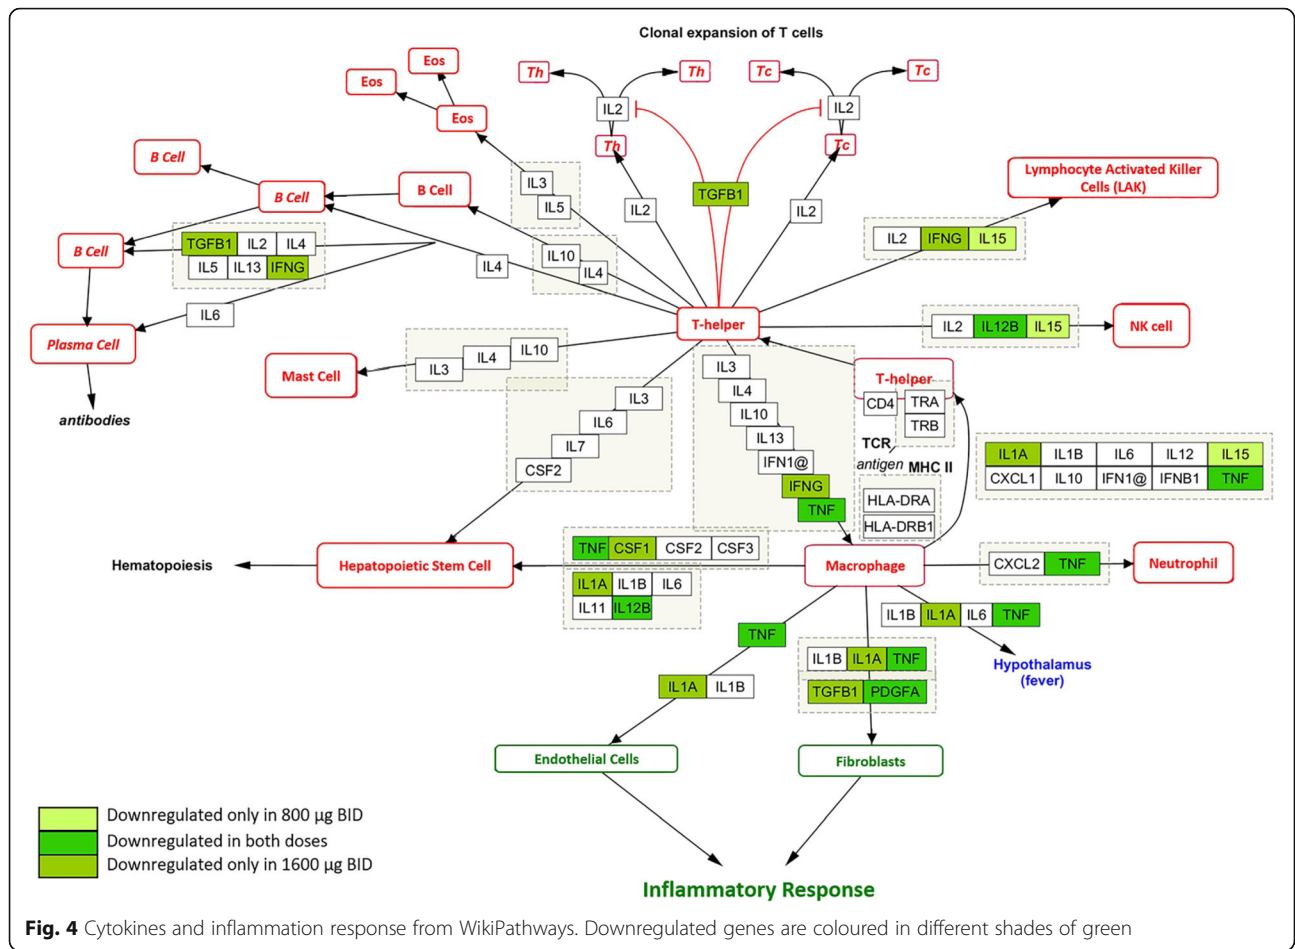 Clonal expansion of T cells
Eos
Eos
Eos
Th
Th
Tc
Tc
IL2
IL2
Th
Tc
B Cell
B Cell
B Cell
IL3
IL5
TGFB1
IL2
IL2
Lymphocyte Activated Killer
Cells (LAK)
B Cell
TGFB1 IL2 IL4
IL5 IL13 IFNG
IL4
IL10
IL4
IL2 IFNG IL15
IL6
Plasma Cell
antibodies
T-helper
IL2 IL12B IL15
NK cell
Mast Cell
IL3
IL4
IL10
IL3
IL6
IL7
CSF2
IL3
IL4
IL10
IL13
IFN1@
IFNG
TNF
T-helper
CD4
TRA
TRB
TCR
antigen MHC II
HLA-DRA
HLA-DRB1
IL1A IL1B IL6 IL12 IL15
CXCL1 IL10 IFN1@ IFNB1 TNF
Hematopoiesis
Hepatopoietic Stem Cell
TNF CSF1 CSF2 CSF3
IL1A IL1B IL6
IL11 IL12B
Macrophage
CXCL2 TNF
Neutrophil
TNF
IL1A IL1B
IL1B IL1A TNF
TGFB1 PDGFA
IL1B IL1A IL6 TNF
Hypothalamus
(fever)
Endothelial Cells
Fibroblasts
Inflammatory Response
Downregulated only in 800 µg BID
Downregulated in both doses
Downregulated only in 1600 µg BID
Fig. 4 Cytokines and inflammation response from WikiPathways. Downregulated genes are coloured in different shades of green